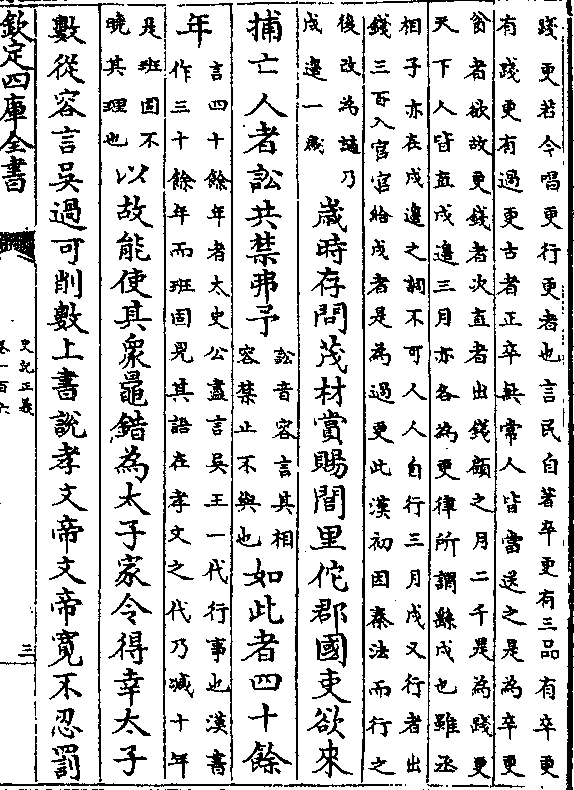 踐更若今唱更行更者也言民自著卒更有三品有卒更
有踐更有過更古者正卒無常人皆當迭之是為卒更
貧者欲故更錢者次直者出錢顧之月二千是為踐更
天下人皆直戍邊三月亦各為更律所謂繇戍也雖丞
相子亦在戍邊之調不可人人自行三月戍又行者出
錢三百入官官給戍者是為過更此漢初因秦法而行之
後改為謫乃
戍邊一歲
歲時存問茂材賞賜閭里佗郡國吏欲來
捕亡人者訟共禁弗予
訟音容言其相
容禁止不與也
如此者四十餘
年
言四十餘年者太史公盡言吳王一代行事也漢書
作三十餘年而班固見其語在孝文之代乃減十年
是班固不
曉其理也
以故能使其衆鼂錯為太子家令得幸太子
數從容言吳過可削數上書說孝文帝文帝寬不忍罰
欽定四庫全書
史記正義
卷一百六
三